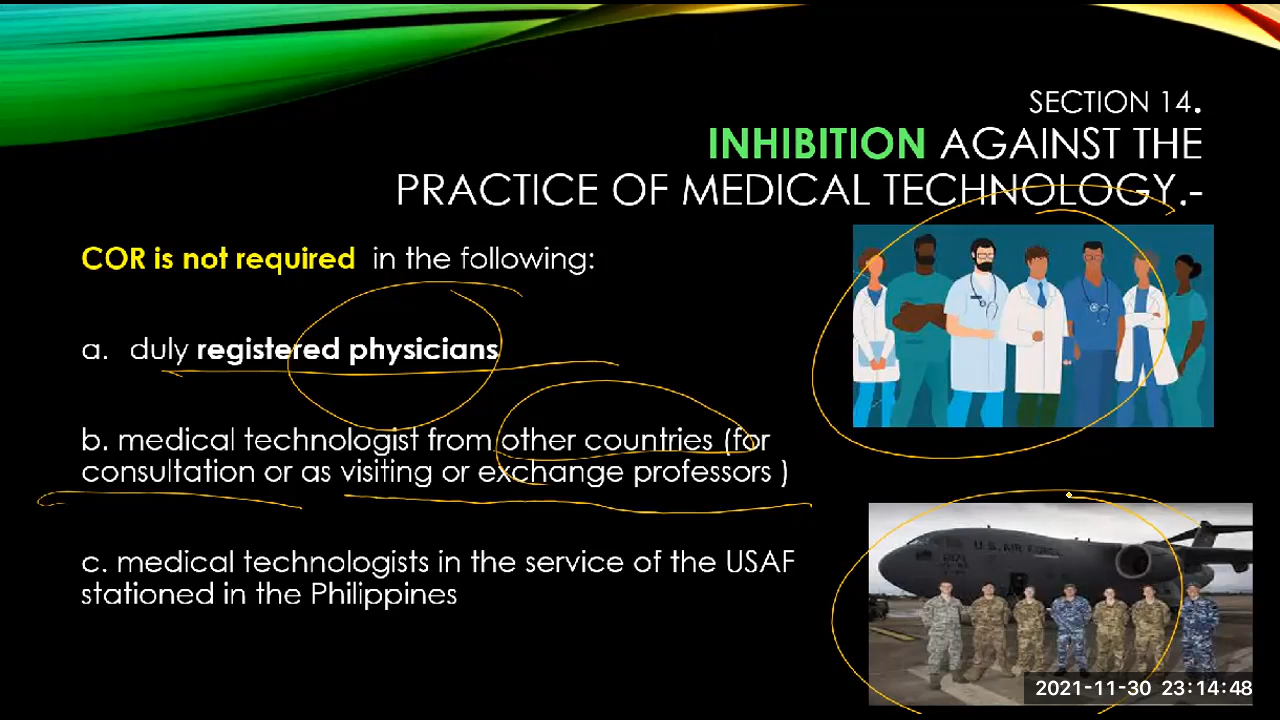 SECTION 14.
INHIBITION AGAINST THE
PRACTICE OF MEDICAL TECHNOLOGY.-
COR is not required in the following:
a. duly registered physicians
b. medical technologist from other countries (for
consultation or as visiting or exchange professors )
c. medical technologists in the service of the USAF
stationed in the Philippines
U.S. AIR FORCE
2021-11-30 23:14:48